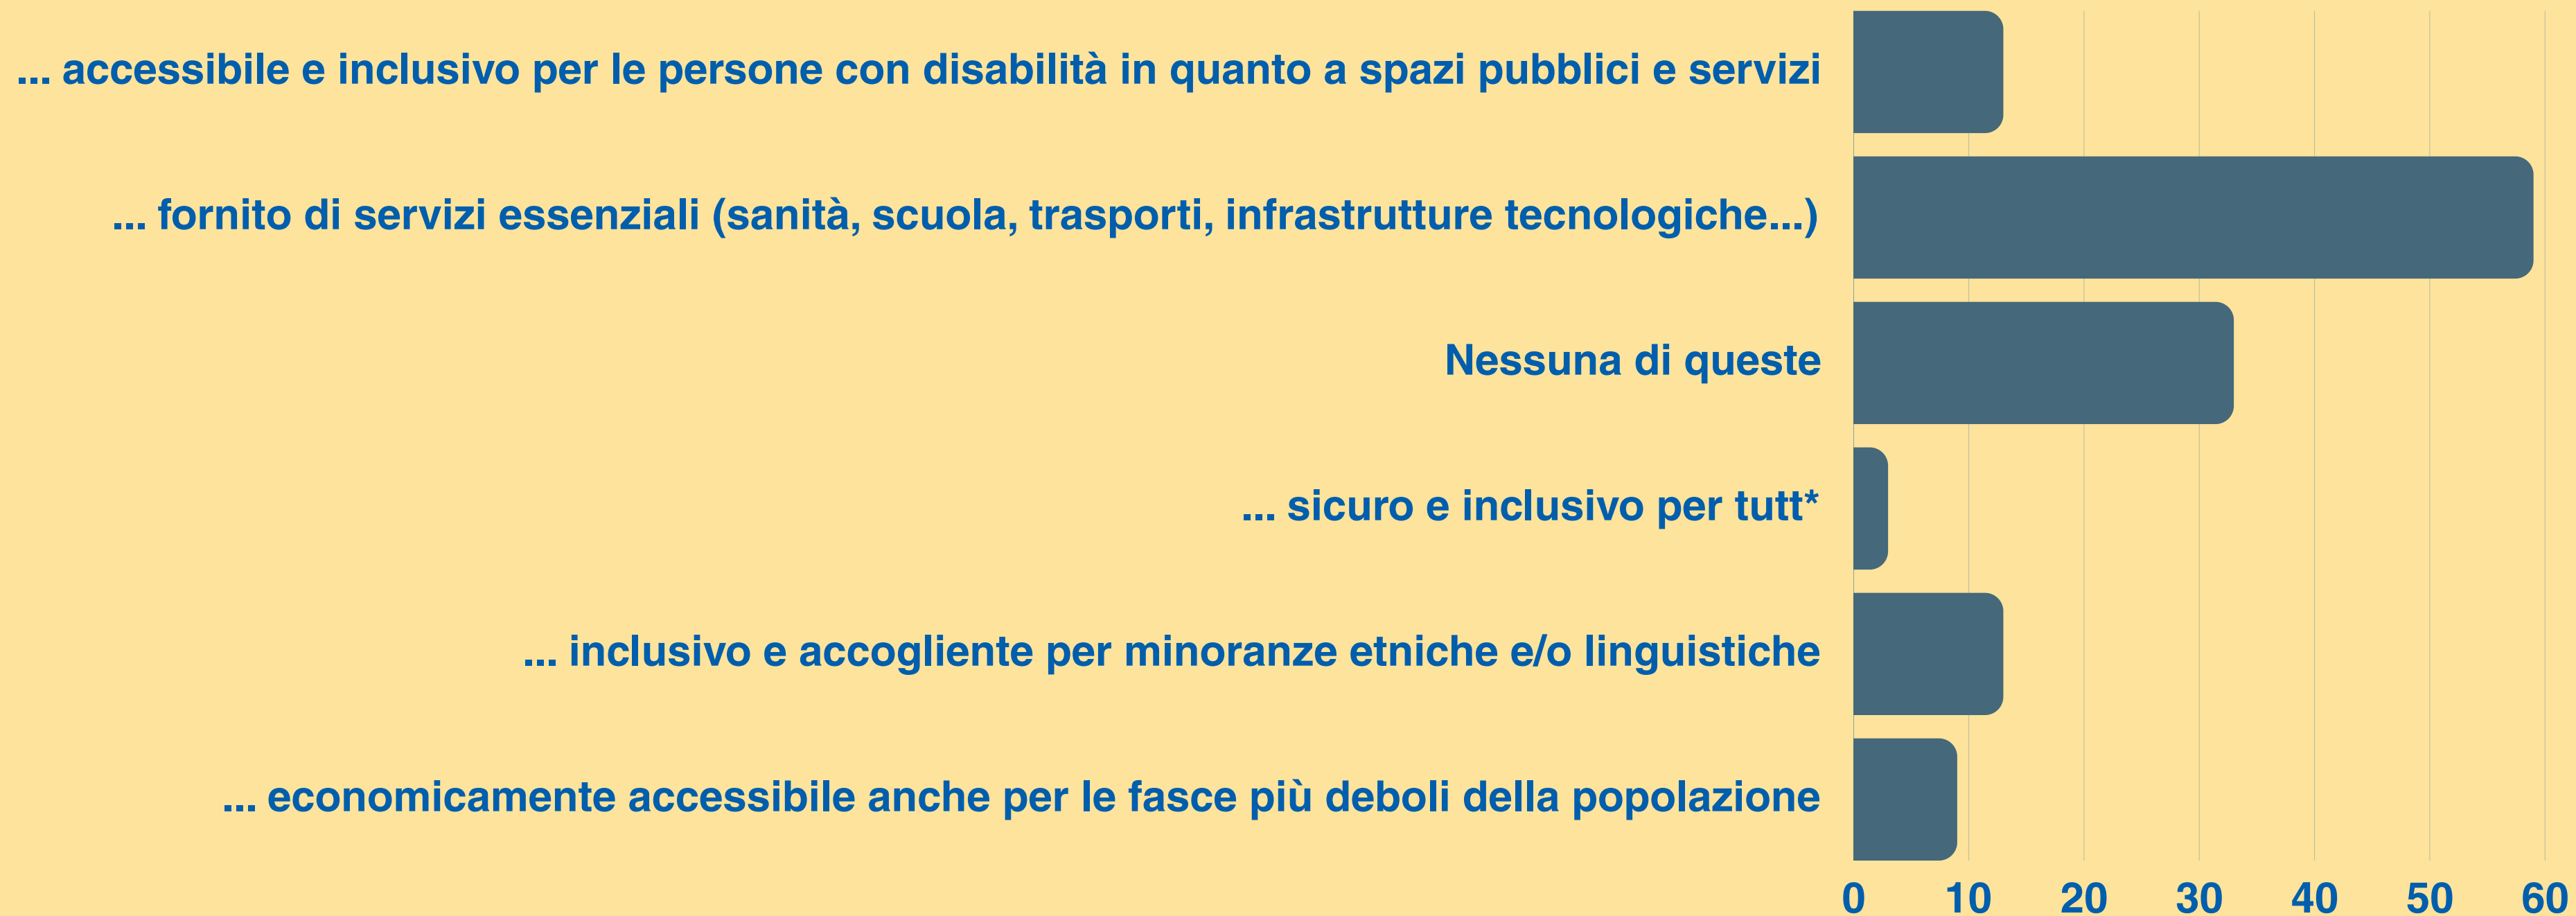 ... accessibile e inclusivo per le persone con disabilità in quanto a spazi pubblici e servizi
... fornito di servizi essenziali (sanità, scuola, trasporti, infrastrutture tecnologiche...)
Nessuna di queste
... sicuro e inclusivo per tutt*
... inclusivo e accogliente per minoranze etniche e/o linguistiche
... economicamente accessibile anche per le fasce più deboli della popolazione
0 10 20 30 40 50 60